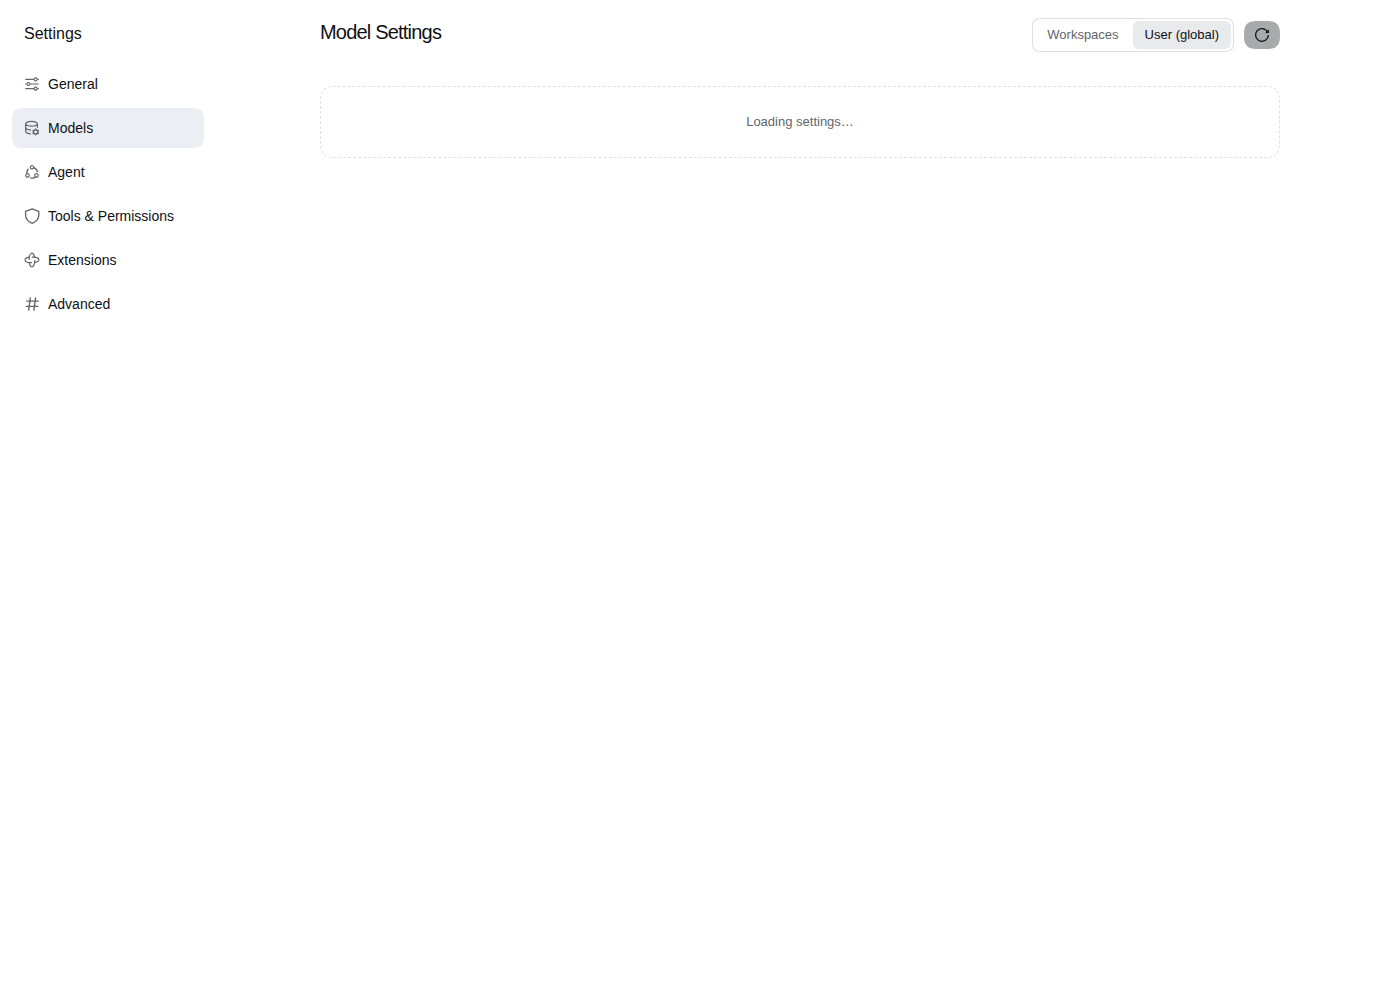 Settings
General
Models
Agent
Tools & Permissions
Extensions
Advanced
Model Settings
Workspaces
User (global)
Loading settings…